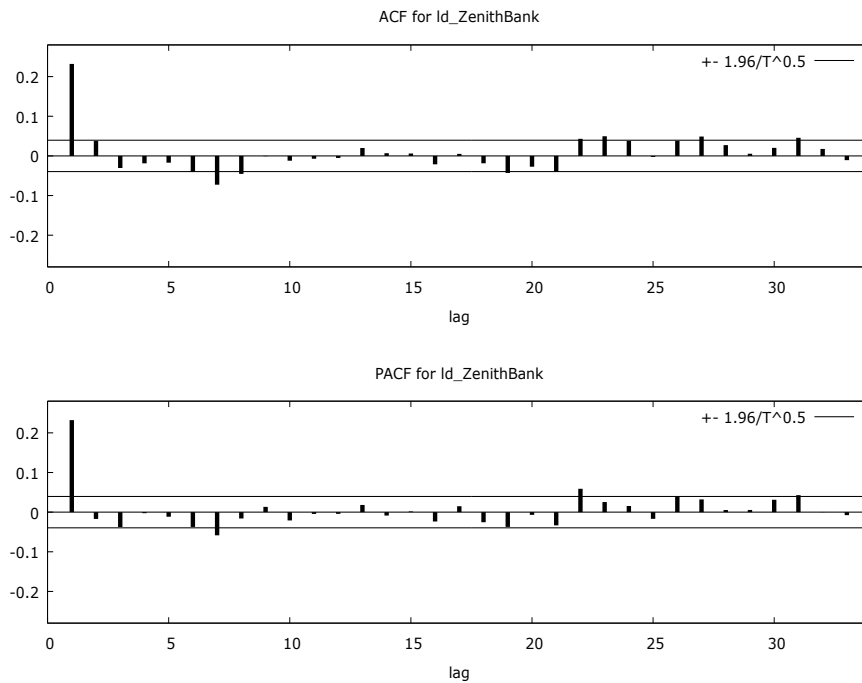 ACF for ld_ZenithBank
+- 1.96/T^0.5
0.2
0.1
0
-0.1
-0.2
0 5 10 15 20 25 30
lag
PACF for ld_ZenithBank
+- 1.96/T^0.5
0.2
0.1
0
-0.1
-0.2
0 5 10 15 20 25 30
lag